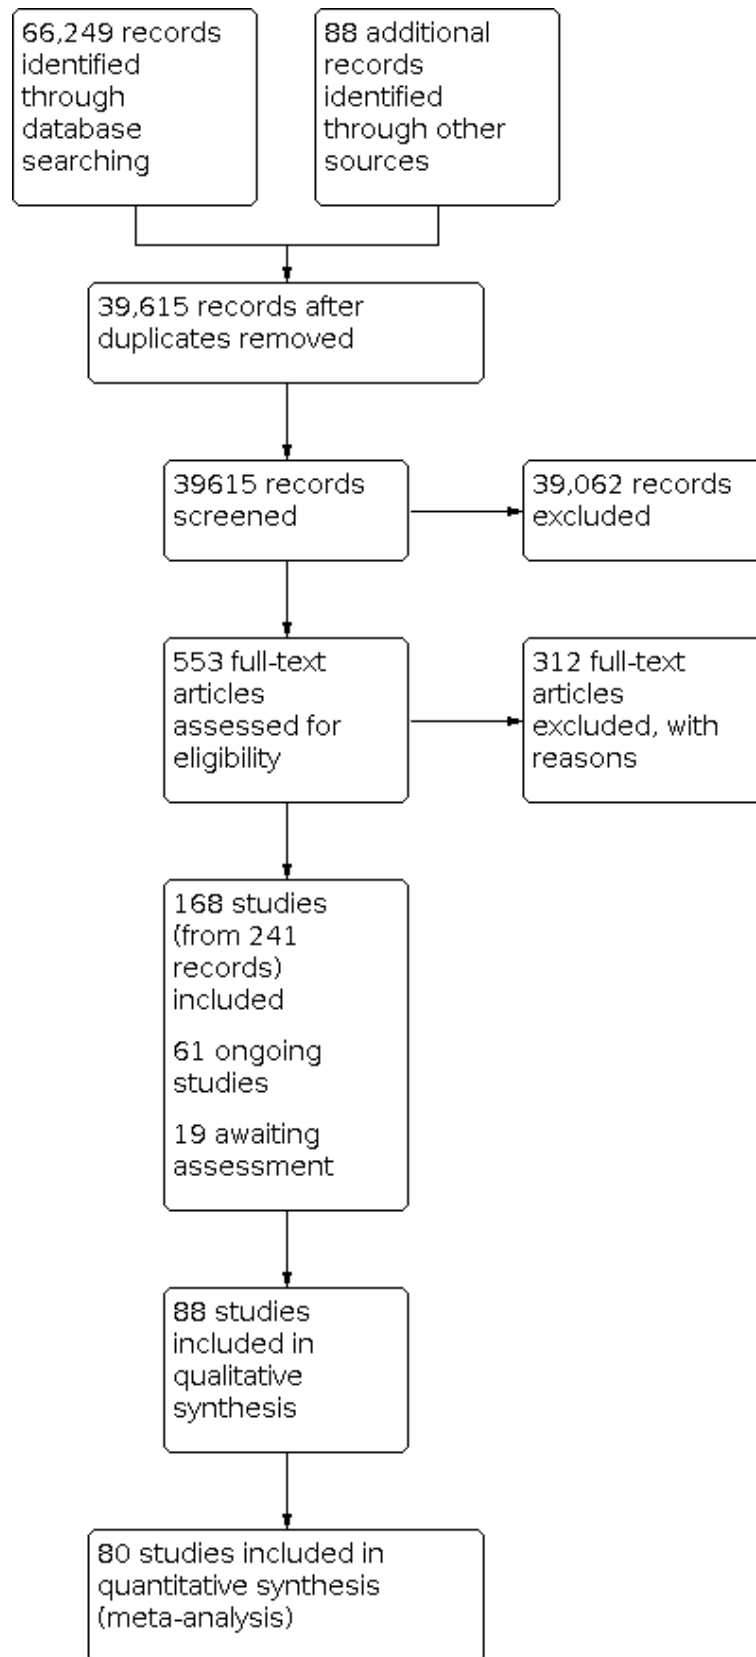 66,249 records
identified
through
database
searching
88 additional
records
identified
through other
sources
39,615 records after
duplicates removed
39615 records
screened
39,062 records
excluded
553 full-text
articles
assessed for
eligibility
312 full-text
articles
excluded, with
reasons
168 studies
(from 241
records)
included
61 ongoing
studies
19 awaiting
assessment
88 studies
included in
qualitative
synthesis
80 studies included in
quantitative synthesis
(meta-analysis)